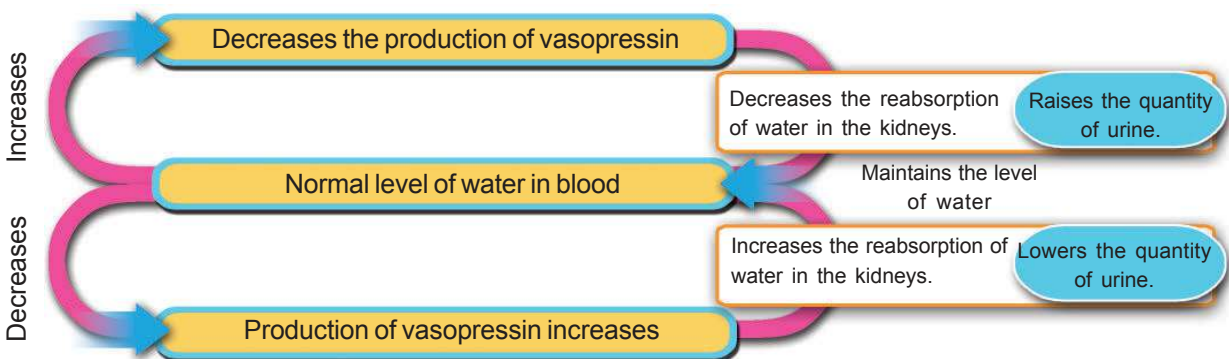 Increases
Decreases the production of vasopressin
Decreases the reabsorption
of water in the kidneys.
Raises the quantity
of urine.
Normal level of water in blood
Maintains the level
of water
Decreases
Increases the reabsorption of
water in the kidneys.
Lowers the quantity
of urine.
Production of vasopressin increases